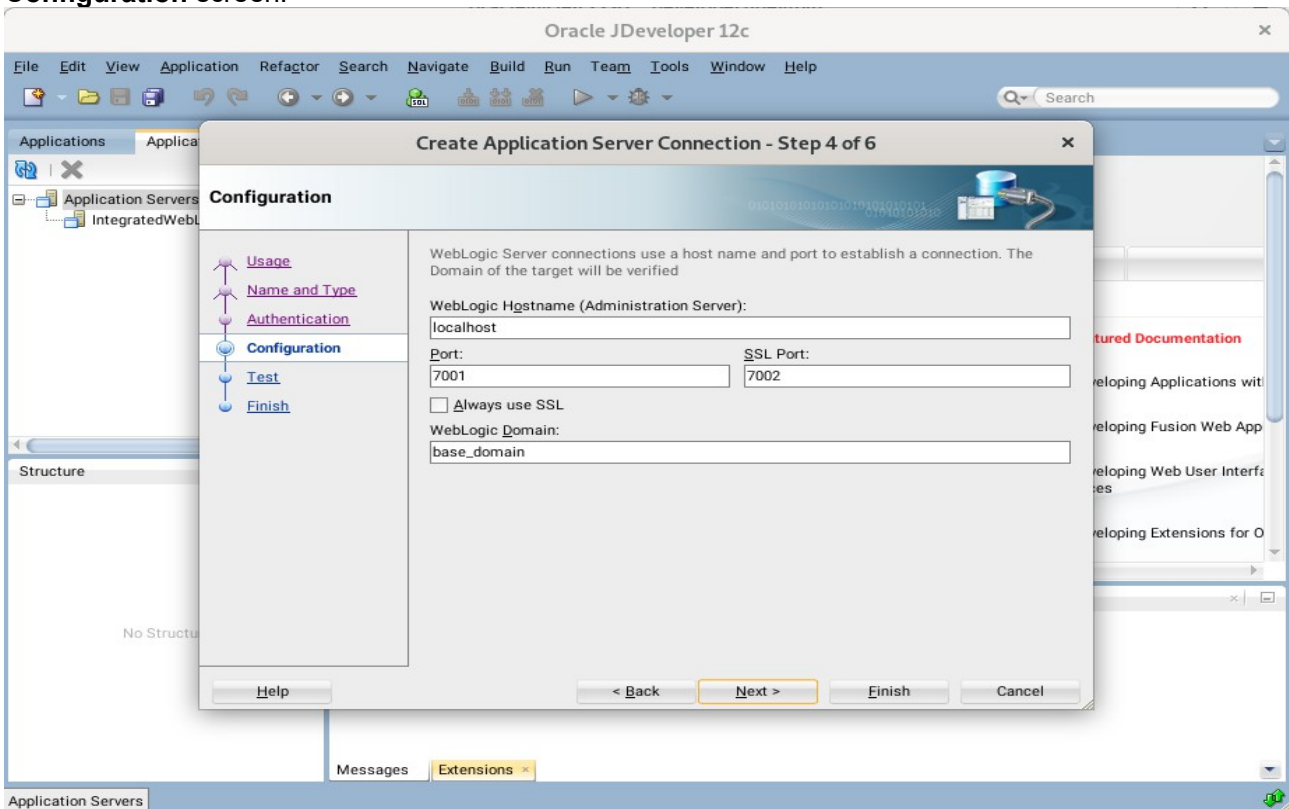 Configuration screen.
Oracle JDeveloper 12c
File Edit View Application Refactor Search Navigate Build Run Team Tools Window Help
Search
Applications
Applica
Application Servers
IntegratedWebL
Create Application Server Connection - Step 4 of 6
Configuration
Usage
Name and Type
Authentication
Configuration
Test
Finish
WebLogic Server connections use a host name and port to establish a connection. The
Domain of the target will be verified
WebLogic Hostname (Administration Server):
localhost
Port: SSL Port:
7001 7002
Always use SSL
WebLogic Domain:
base_domain
Help < Back Next > Finish Cancel
tured Documentation
veloping Applications wit
veloping Fusion Web App
veloping Web User Interfa
ces
veloping Extensions for O
Structure
No Structu
Messages Extensions
Application Servers